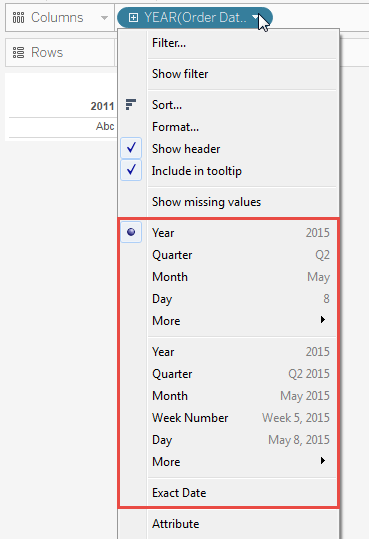 Columns
YEAR(Order Dat..
Rows
Filter...
Show filter
2011
Sort...
Abc
Format...
Show header
Include in tooltip
Show missing values
Year 2015
Quarter Q2
Month May
Day 8
More
Year 2015
Quarter Q2 2015
Month May 2015
Week Number Week 5, 2015
Day May 8, 2015
More
Exact Date
Attribute